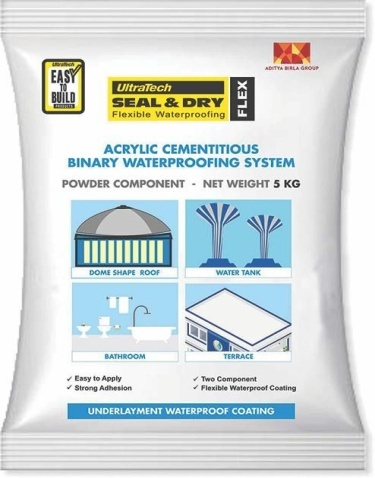 UltraTech
EASY
TO
BUILD
PRODUCTS
UltraTech
SEAL & DRY
Flexible Waterproofing
FLEX
ADITYA BIRLA GROUP
ACRYLIC CEMENTITIOUS
BINARY WATERPROOFING SYSTEM
POWDER COMPONENT - NET WEIGHT 5 KG
DOME SHAPE ROOF
WATER TANK
BATHROOM
TERRACE
✓ Easy to Apply
✓ Strong Adhesion
✓ Two Component
✓ Flexible Waterproof Coating
UNDERLAYMENT WATERPROOF COATING